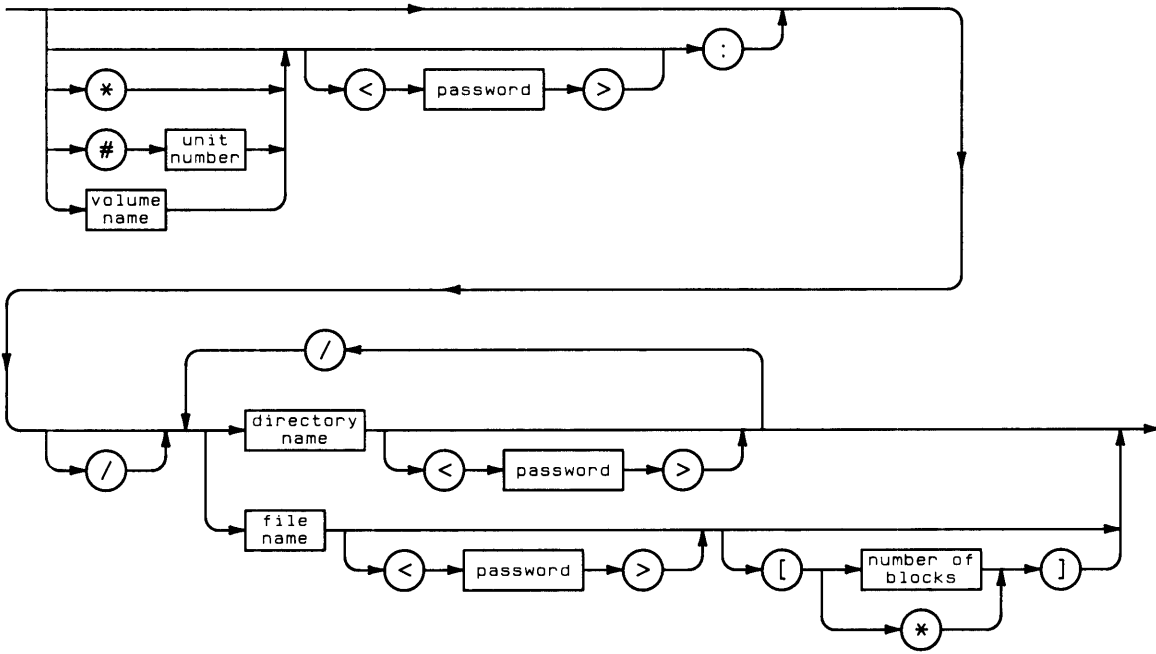 :
*
< password >
# unit
number
volume
name
/
directory
name
/
< password >
file
name
< password >
[ number of
blocks ]
*